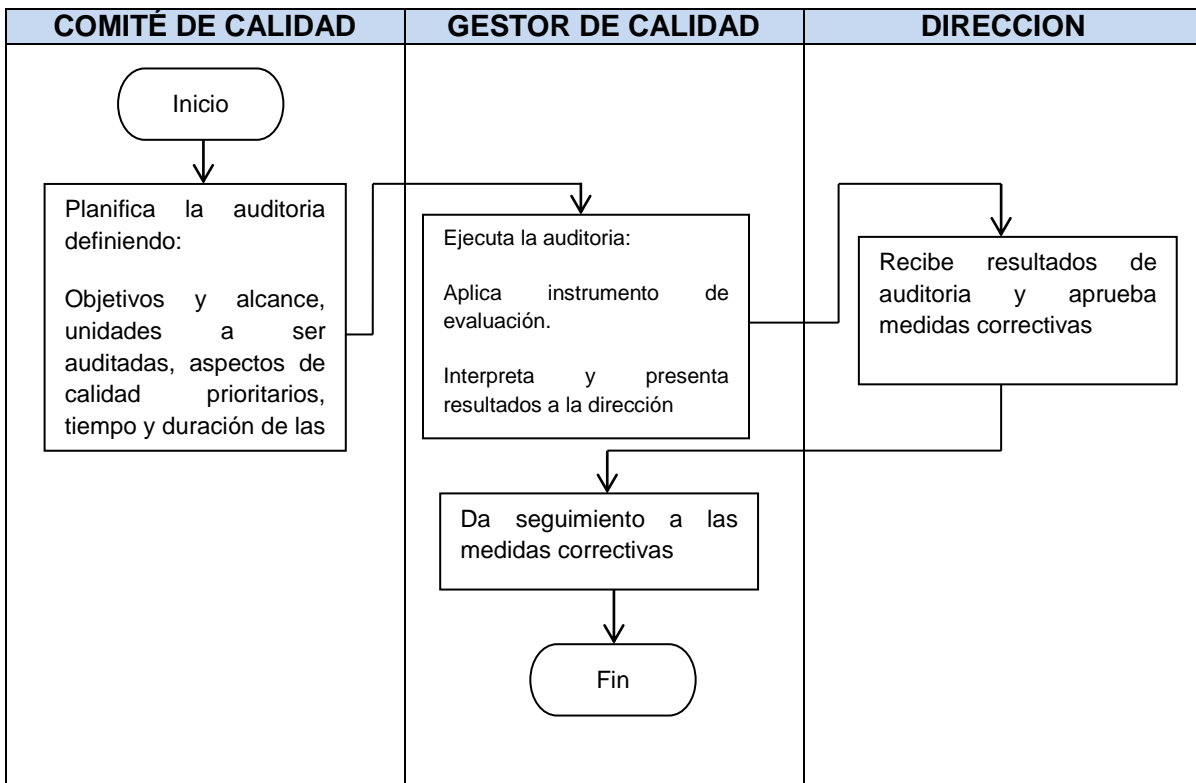 COMITÉ DE CALIDAD
GESTOR DE CALIDAD
DIRECCION
Inicio
Planifica la auditoria
definiendo:
Objetivos y alcance,
unidades a ser
auditadas, aspectos de
calidad prioritarios,
tiempo y duración de las
Ejecuta la auditoria:
Aplica instrumento de
evaluación.
Interpreta y presenta
resultados a la dirección
Recibe resultados de
auditoria y aprueba
medidas correctivas
Da seguimiento a las
medidas correctivas
Fin